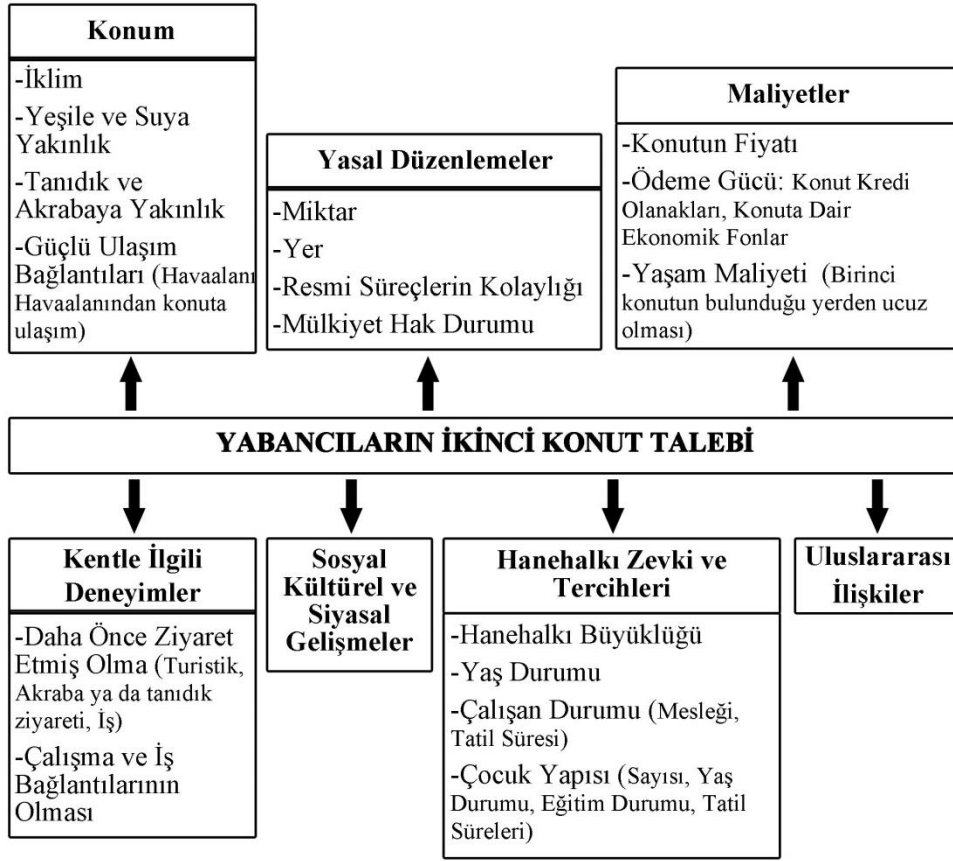 Konum
-İklim
-Yeşile ve Suya
Yakınlık
-Tanıdık ve
Akrabaya Yakınlık
-Güçlü Ulaşım
Bağlantıları (Havaalanı
Havaalanından konuta
ulaşım)
Yasal Düzenlemeler
-Miktar
-Yer
-Resmi Süreçlerin Kolaylığı
-Mülkiyet Hak Durumu
Maliyetler
-Konutun Fiyatı
-Ödeme Gücü: Konut Kredi
Olanakları, Konuta Dair
Ekonomik Fonlar
-Yaşam Maliyeti (Birinci
konutun bulunduğu yerden ucuz
olması)
YABANCILARIN İKİNCİ KONUT TALEBİ
Kentle İlgili
Deneyimler
-Daha Önce Ziyaret
Etmiş Olma (Turistik,
Akraba ya da tanıdık
ziyareti, İş)
-Çalışma ve İş
Bağlantılarının
Olması
Sosyal
Kültürel ve
Siyasal
Gelişmeler
Hanehalkı Zevki ve
Tercihleri
-Hanehalkı Büyüklüğü
-Yaş Durumu
-Çalışan Durumu (Mesleği,
Tatil Süresi)
-Çocuk Yapısı (Sayısı, Yaş
Durumu, Eğitim Durumu, Tatil
Süreleri)
Uluslararası
İlişkiler